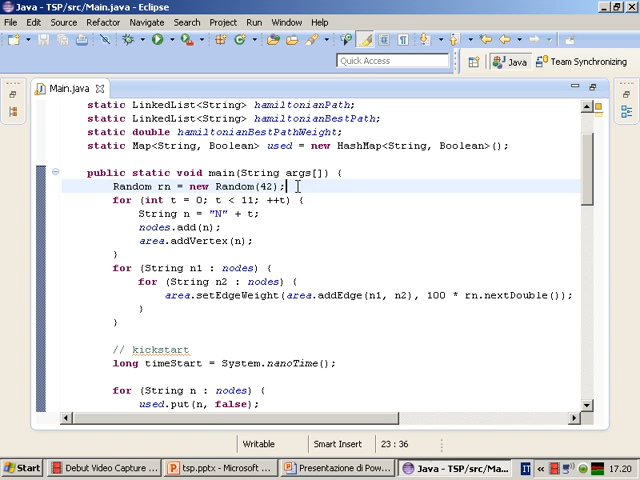 Java - TSP/src/Main.java - Eclipse
File Edit Source Refactor Navigate Search Project Run Window Help
Quick Access
Java
Team Synchronizing
Main.java
static LinkedList<String> hamiltonianPath;
static LinkedList<String> hamiltonianBestPath;
static double hamiltonianBestPathWeight;
static Map<String, Boolean> used = new HashMap<String, Boolean>();
public static void main(String args[]) {
Random rn = new Random(42);
for (int t = 0; t < 11; ++t) {
String n = "N" + t;
nodes.add(n);
area.addVertex(n);
}
for (String n1 : nodes) {
for (String n2 : nodes) {
area.setEdgeWeight(area.addEdge(n1, n2), 100 * rn.nextDouble());
}
}
// kickstart
long timeStart = System.nanoTime();
for (String n : nodes) {
used.put(n, false);
Writable Smart Insert 23 : 36
Start Debut Video Capture ... tsp.pptx - Microsoft ... Presentazione di Pow... Java - TSP/src/Ma... IT 17.20